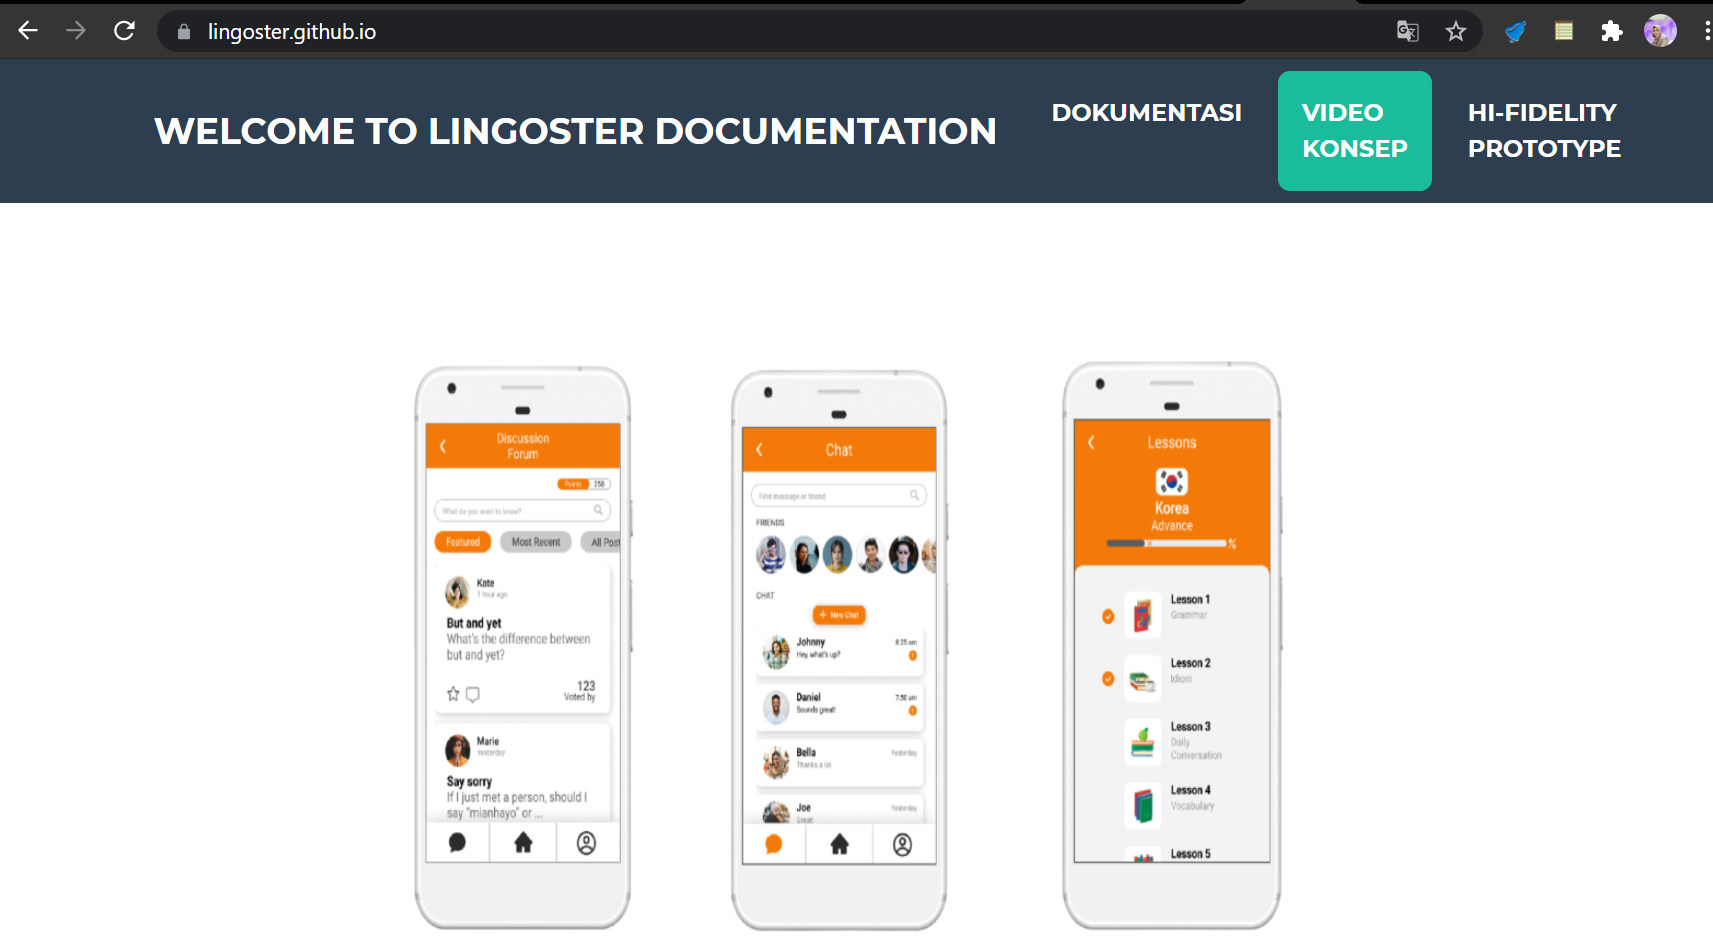 lingoster.github.io
WELCOME TO LINGOSTER DOCUMENTATION
DOKUMENTASI
VIDEO
KONSEP
HI-FIDELITY
PROTOTYPE
Discussion
Forum
Points 250
What do you want to know?
Featured Most Recent All Post
Kate
1 hour ago
But and yet
What's the difference between
but and yet?
123
Voted by
Marie
Yesterday
Say sorry
If I just met a person, should I
say "mianhayo" or ...
Chat
Find message or friend
FRIENDS
CHAT
+ New Chat
Johnny 8:25 am
Hey, what's up? 1
Daniel 7:50 am
Sounds great! 1
Bella Yesterday
Thanks a lot
Joe Yesterday
Great!
Lessons
Korea
Advance
%
Lesson 1
Grammar
Lesson 2
Idiom
Lesson 3
Daily
Conversation
Lesson 4
Vocabulary
Lesson 5